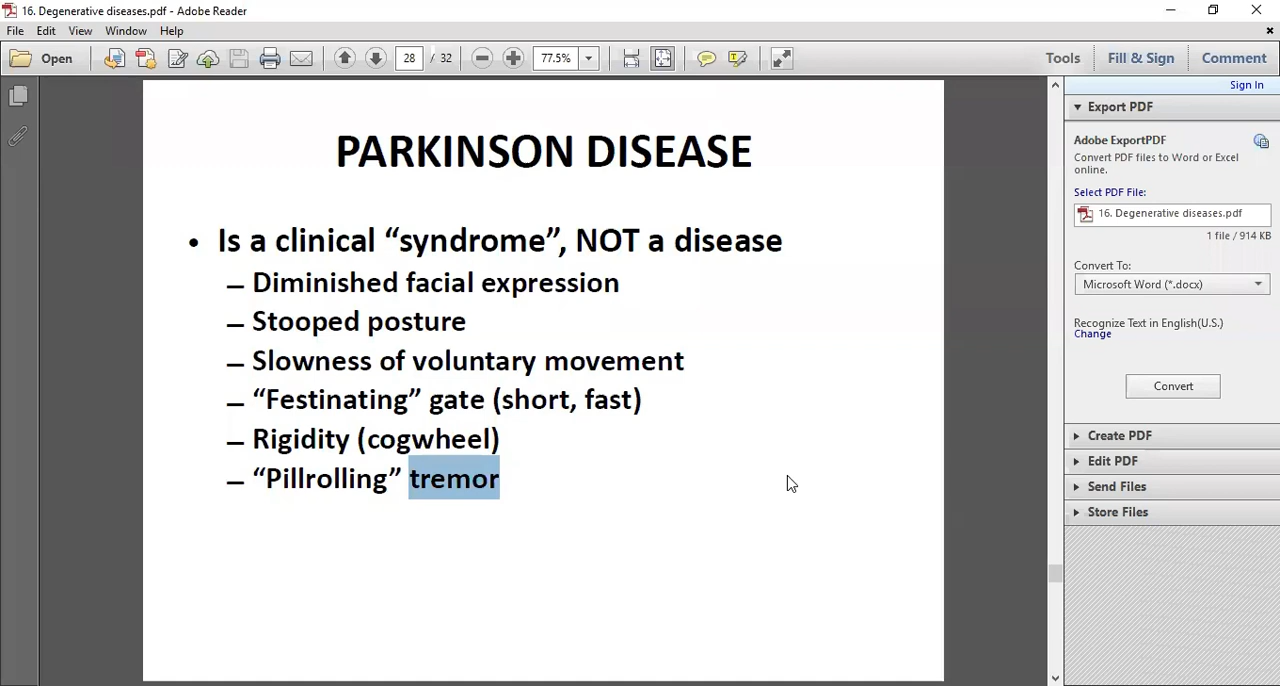 16. Degenerative diseases.pdf - Adobe Reader
File Edit View Window Help
Open 28 / 32 77.5% Tools Fill & Sign Comment
Sign In
Export PDF
Adobe ExportPDF
Convert PDF files to Word or Excel
online.
Select PDF File:
16. Degenerative diseases.pdf
1 file / 914 KB
Convert To:
Microsoft Word (*.docx)
Recognize Text in English(U.S.)
Change
Convert
Create PDF
Edit PDF
Send Files
Store Files
PARKINSON DISEASE
• Is a clinical “syndrome”, NOT a disease
– Diminished facial expression
– Stooped posture
– Slowness of voluntary movement
– “Festinating” gate (short, fast)
– Rigidity (cogwheel)
– “Pillrolling” tremor